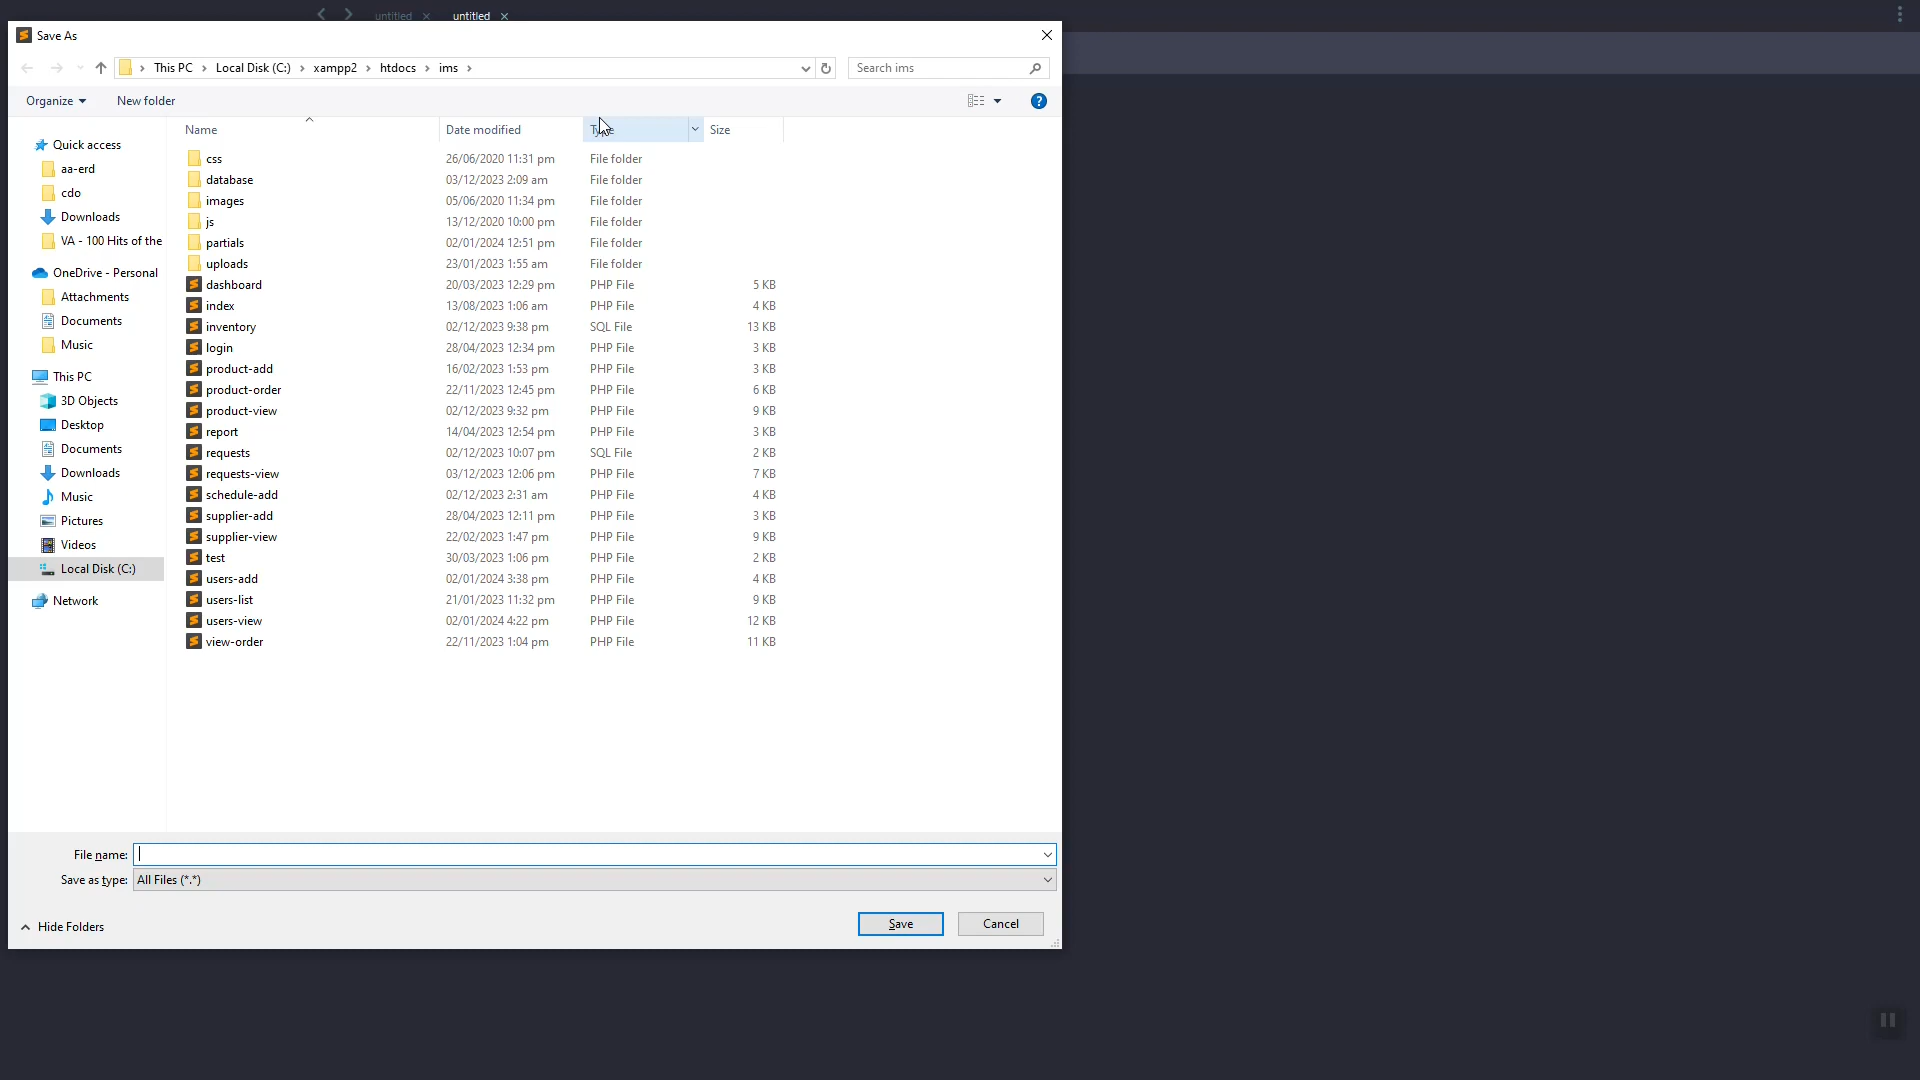 untitled × untitled ×
Save As
This PC Local Disk (C:) xampp2 htdocs ims Search ims
Organize New folder ?
Name Date modified Type Size
Quick access
aa-erd
cdo
Downloads
VA - 100 Hits of the
OneDrive - Personal
Attachments
Documents
Music
This PC
3D Objects
Desktop
Documents
Downloads
Music
Pictures
Videos
Local Disk (C:)
Network
css 26/06/2020 11:31 pm File folder
database 03/12/2023 2:09 am File folder
images 05/06/2020 11:34 pm File folder
js 13/12/2020 10:00 pm File folder
partials 02/01/2024 12:51 pm File folder
uploads 23/01/2023 1:55 am File folder
dashboard 20/03/2023 12:29 pm PHP File 5 KB
index 13/08/2023 1:06 am PHP File 4 KB
inventory 02/12/2023 9:38 pm SQL File 13 KB
login 28/04/2023 12:34 pm PHP File 3 KB
product-add 16/02/2023 1:53 pm PHP File 3 KB
product-order 22/11/2023 12:45 pm PHP File 6 KB
product-view 02/12/2023 9:32 pm PHP File 9 KB
report 14/04/2023 12:54 pm PHP File 3 KB
requests 02/12/2023 10:07 pm SQL File 2 KB
requests-view 03/12/2023 12:06 pm PHP File 7 KB
schedule-add 02/12/2023 2:31 am PHP File 4 KB
supplier-add 28/04/2023 12:11 pm PHP File 3 KB
supplier-view 22/02/2023 1:47 pm PHP File 9 KB
test 30/03/2023 1:06 pm PHP File 2 KB
users-add 02/01/2024 3:38 pm PHP File 4 KB
users-list 21/01/2023 11:32 pm PHP File 9 KB
users-view 02/01/2024 4:22 pm PHP File 12 KB
view-order 22/11/2023 1:04 pm PHP File 11 KB
File name:
Save as type: All Files (*.*)
Hide Folders Save Cancel